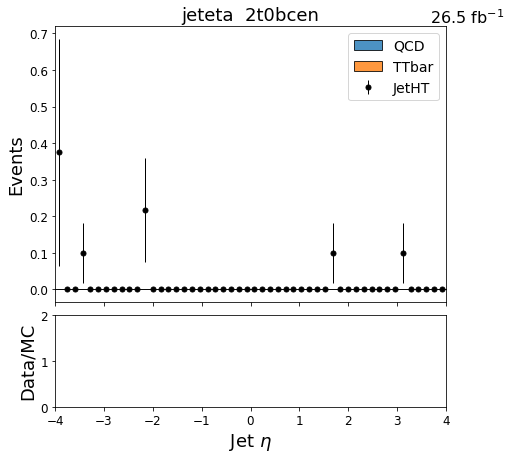 jeteta 2t0bcen
26.5 fb⁻¹
QCD
TTbar
JetHT
Events
0.7
0.6
0.5
0.4
0.3
0.2
0.1
0.0
Data/MC
2
1
0
−4 −3 −2 −1 0 1 2 3 4
Jet η